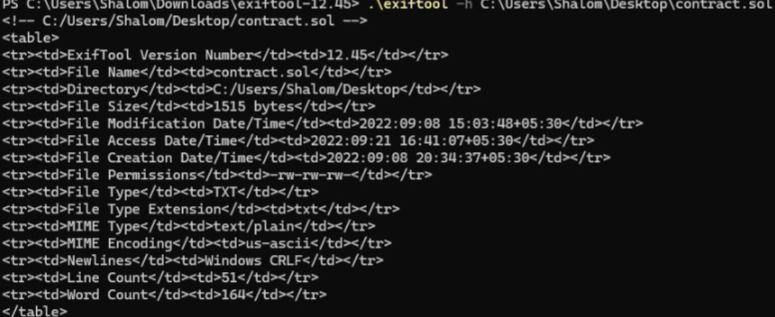 PS C:\Users\Shalom\Downloads\exiftool-12.45> .\exiftool -h C:\Users\Shalom\Desktop\contract.sol
<!-- C:/Users/Shalom/Desktop/contract.sol -->
<table>
<tr><td>ExifTool Version Number</td><td>12.45</td></tr>
<tr><td>File Name</td><td>contract.sol</td></tr>
<tr><td>Directory</td><td>C:/Users/Shalom/Desktop</td></tr>
<tr><td>File Size</td><td>1515 bytes</td></tr>
<tr><td>File Modification Date/Time</td><td>2022:09:08 15:03:48+05:30</td></tr>
<tr><td>File Access Date/Time</td><td>2022:09:21 16:41:07+05:30</td></tr>
<tr><td>File Creation Date/Time</td><td>2022:09:08 20:34:37+05:30</td></tr>
<tr><td>File Permissions</td><td>-rw-rw-rw-</td></tr>
<tr><td>File Type</td><td>TXT</td></tr>
<tr><td>File Type Extension</td><td>txt</td></tr>
<tr><td>MIME Type</td><td>text/plain</td></tr>
<tr><td>MIME Encoding</td><td>us-ascii</td></tr>
<tr><td>Newlines</td><td>Windows CRLF</td></tr>
<tr><td>Line Count</td><td>51</td></tr>
<tr><td>Word Count</td><td>164</td></tr>
</table>